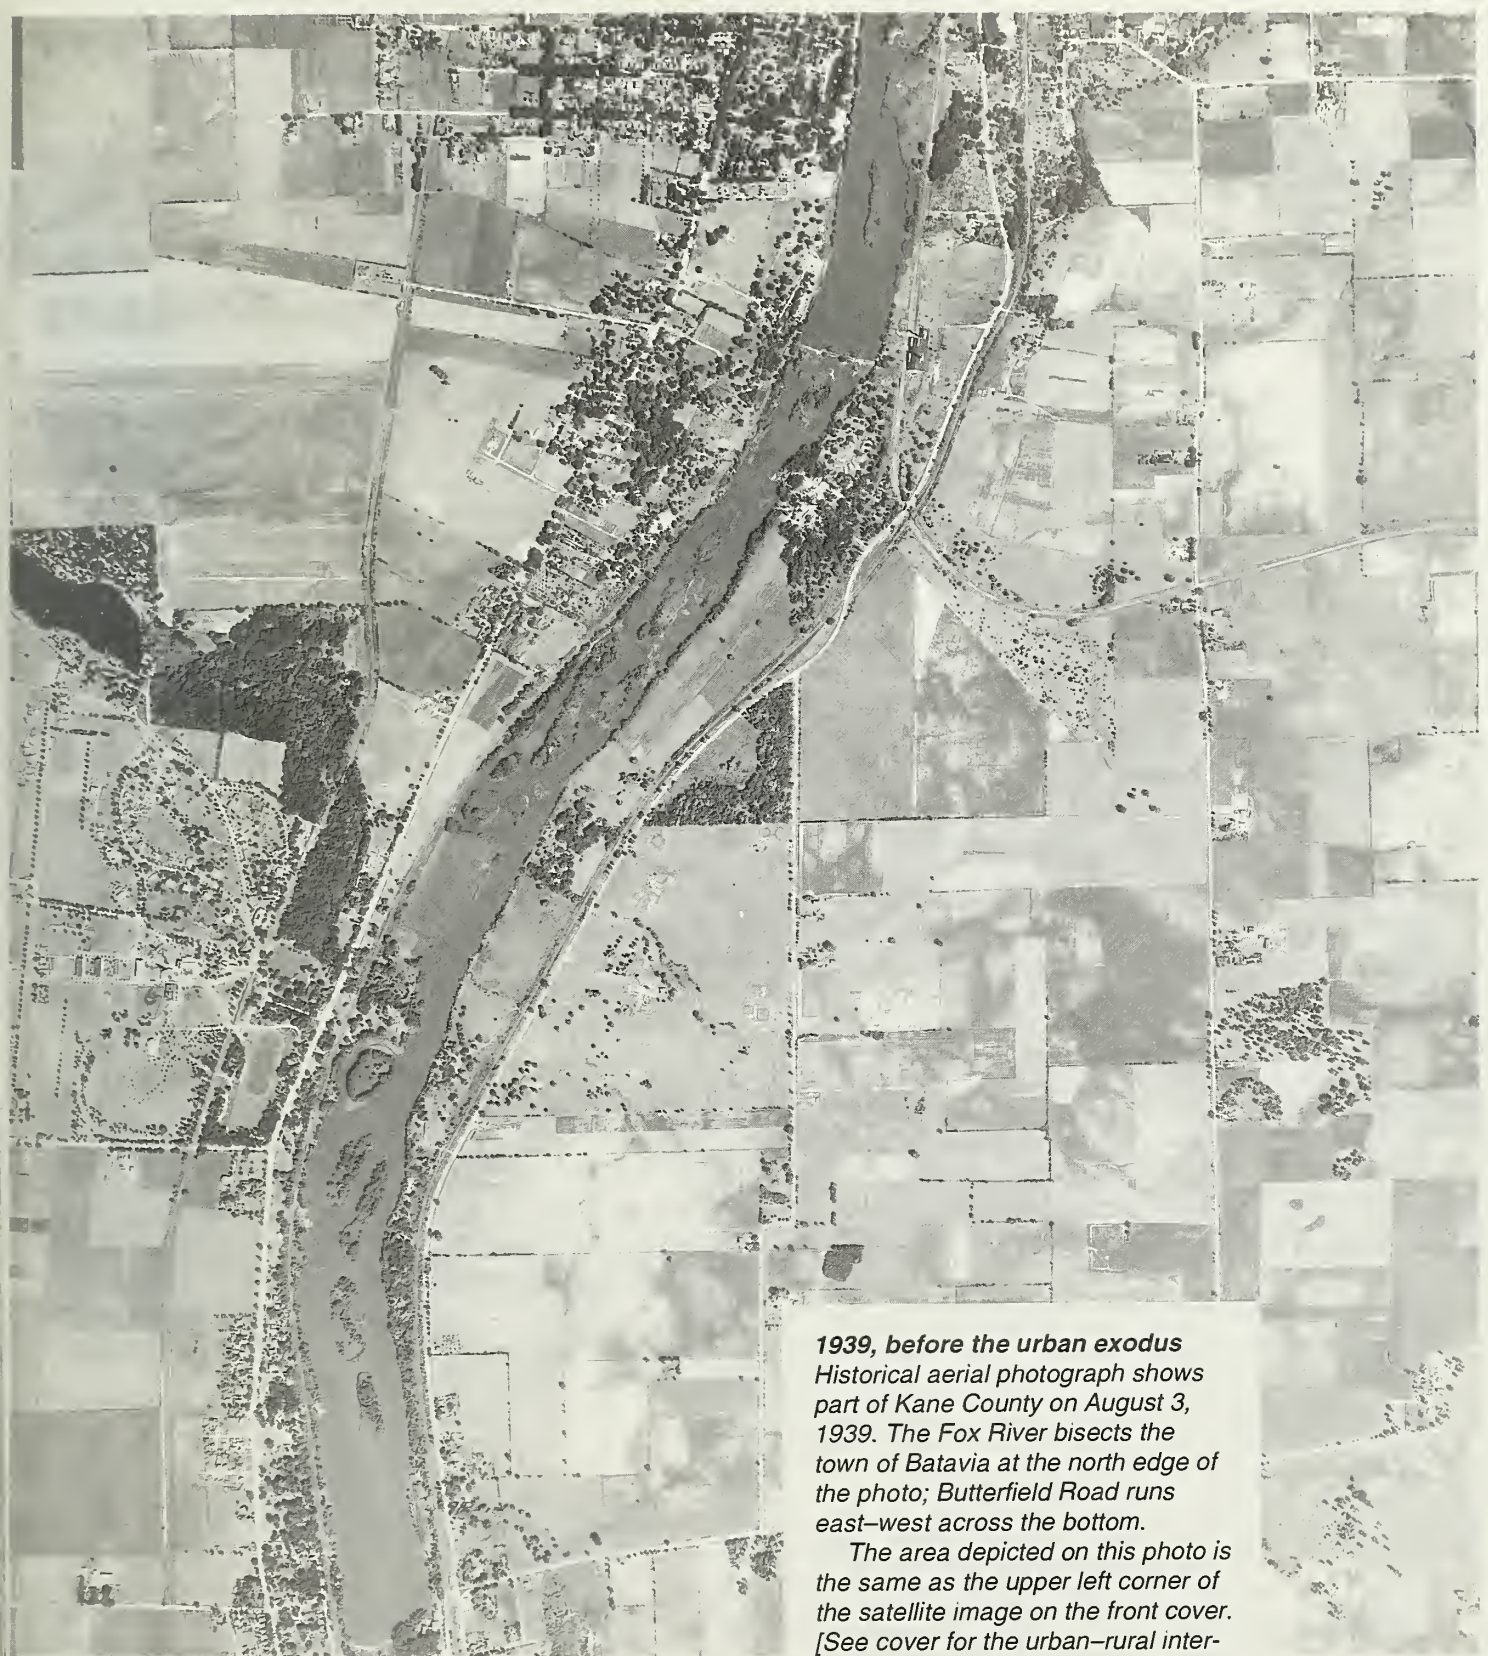 1939, before the urban exodus
Historical aerial photograph shows
part of Kane County on August 3,
1939. The Fox River bisects the
town of Batavia at the north edge of
the photo; Butterfield Road runs
east–west across the bottom.
The area depicted on this photo is
the same as the upper left corner of
the satellite image on the front cover.
[See cover for the urban–rural inter-